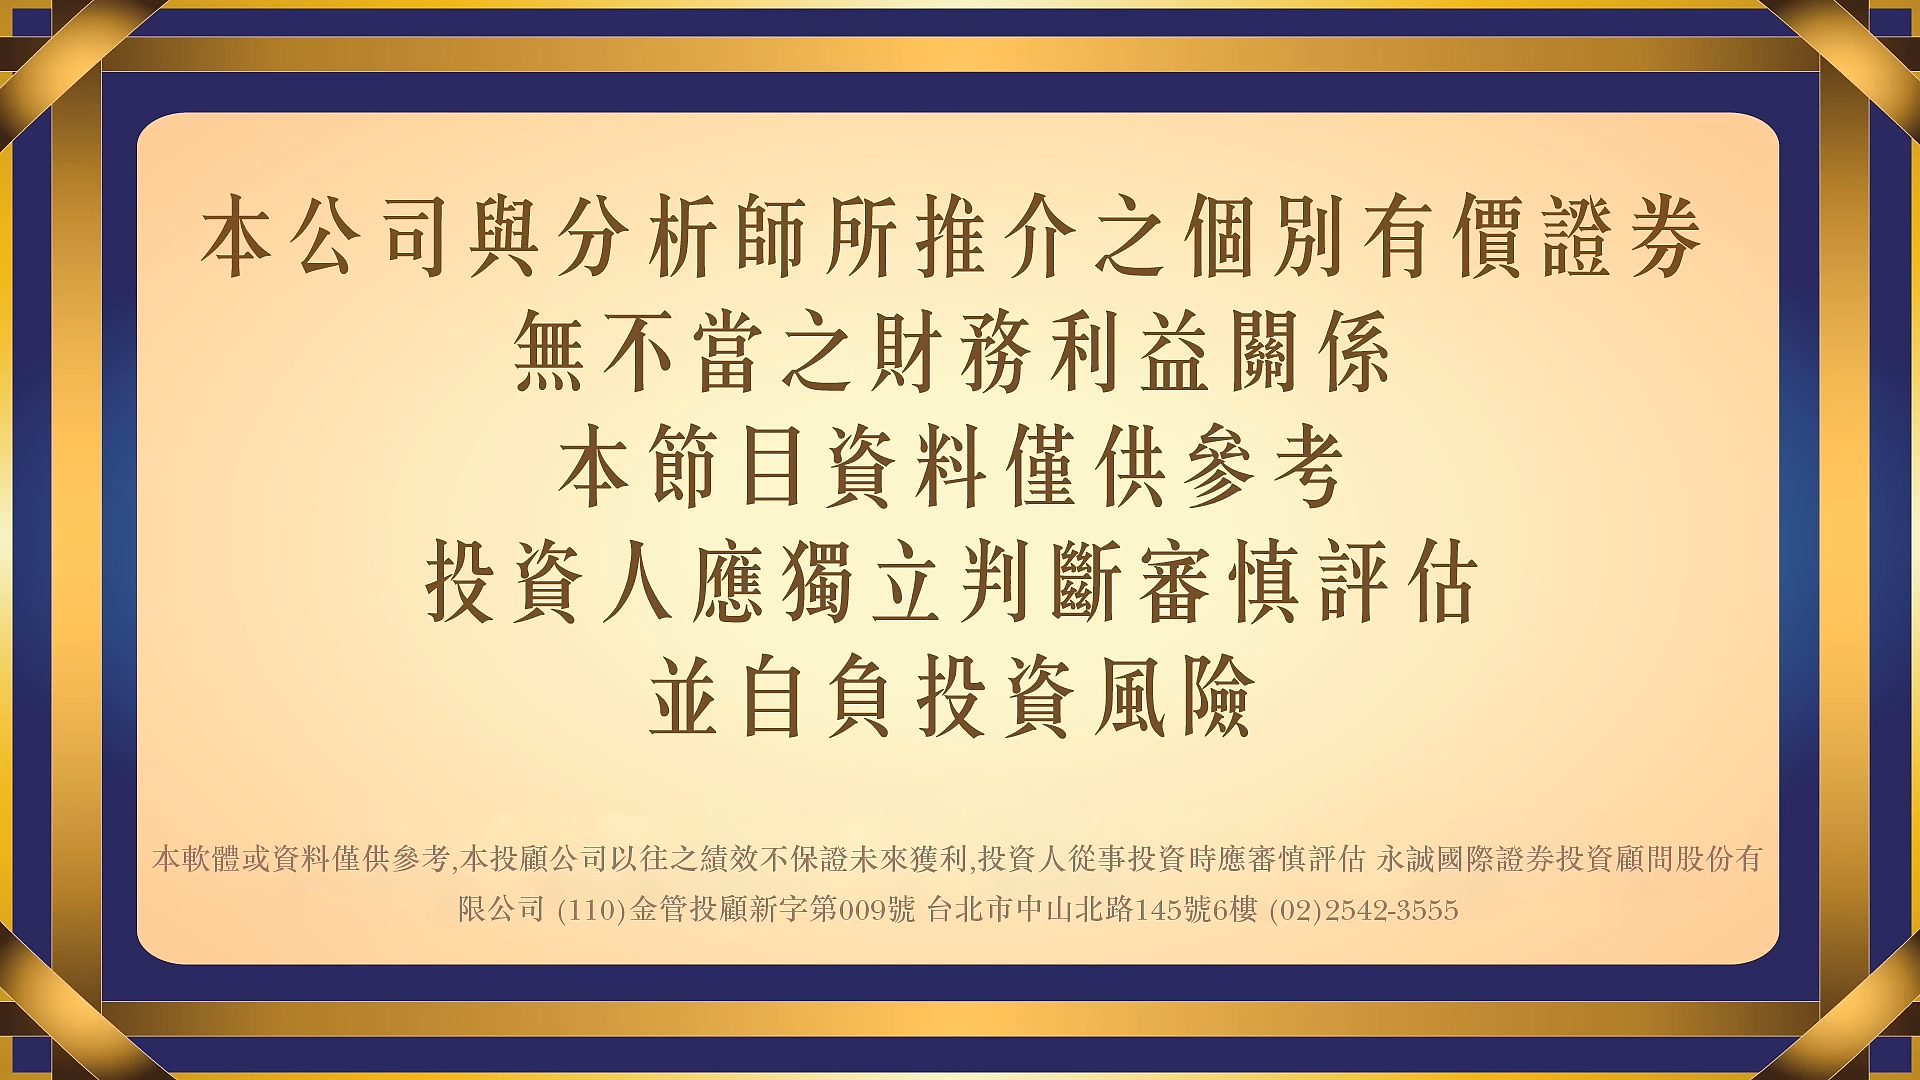 本公司與分析師所推介之個別有價證券
無不當之財務利益關係
本節目資料僅供參考
投資人應獨立判斷審慎評估
並自負投資風險
本軟體或資料僅供參考,本投顧公司以往之績效不保證未來獲利,投資人從事投資時應審慎評估 永誠國際證券投資顧問股份有
限公司 (110)金管投顧新字第009號 台北市中山北路145號6樓 (02)2542-3555